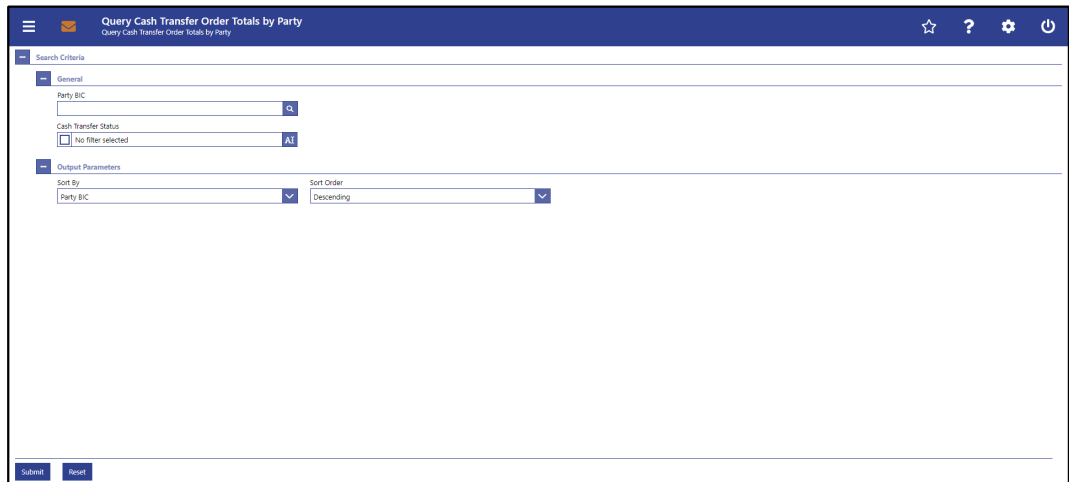 Query Cash Transfer Order Totals by Party
Query Cash Transfer Order Totals by Party
Search Criteria
General
Party BIC
Cash Transfer Status
No filter selected
Output Parameters
Sort By Sort Order
Party BIC Descending
Submit Reset